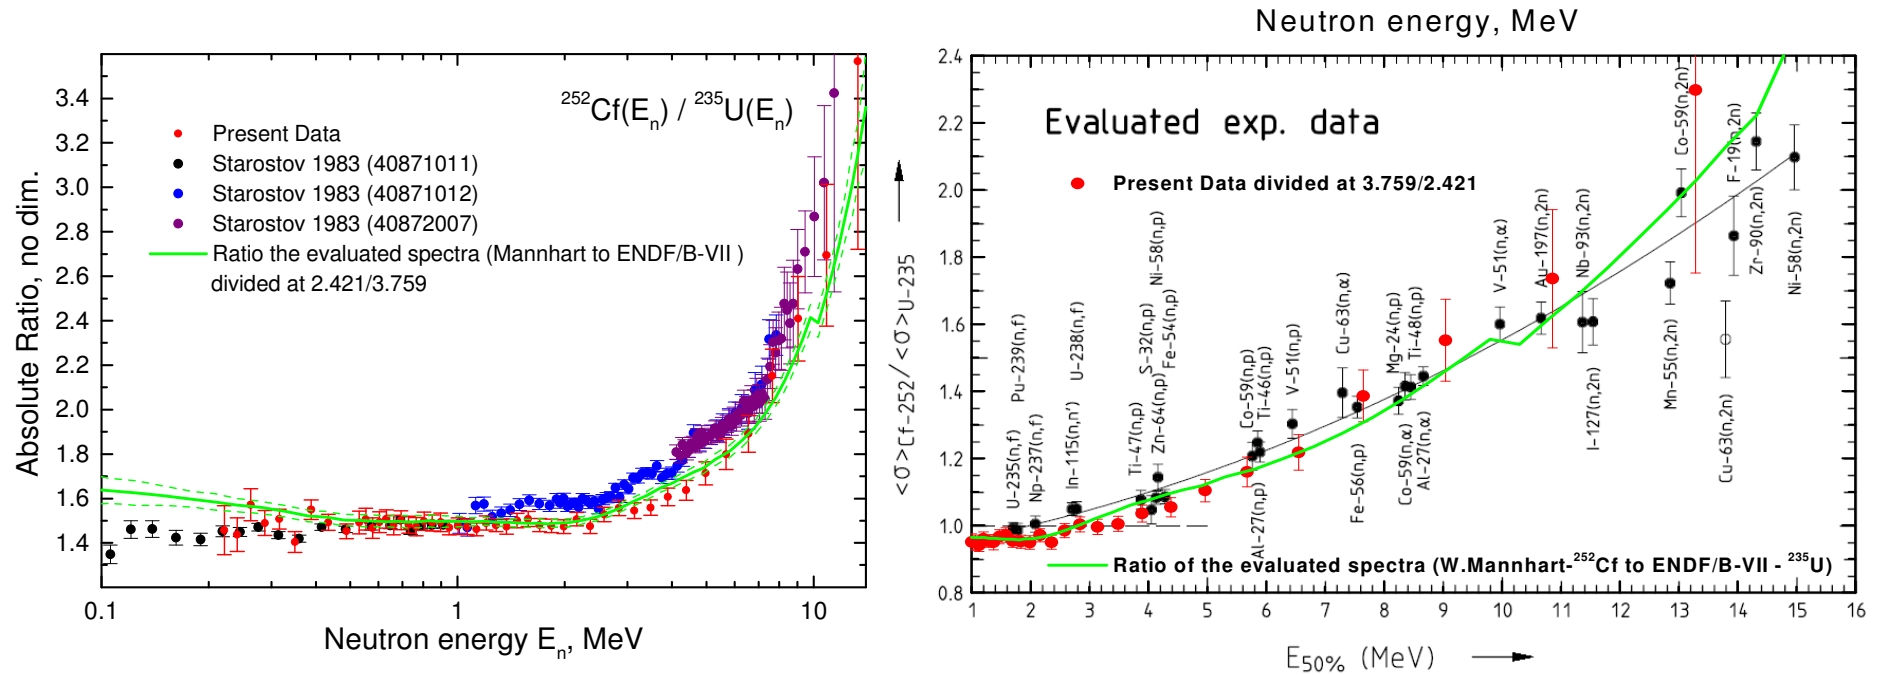 Absolute Ratio, no dim.
3.4
3.2
3.0
2.8
2.6
2.4
2.2
2.0
1.8
1.6
1.4
0.1
1
10
Neutron energy Eₙ, MeV
²⁵²Cf(Eₙ) / ²³⁵U(Eₙ)
Present Data
Starostov 1983 (40871011)
Starostov 1983 (40871012)
Starostov 1983 (40872007)
Ratio the evaluated spectra (Mannhart to ENDF/B-VII )
divided at 2.421/3.759
Neutron energy, MeV
<σ>Cf-252/<σ>U-235
2.4
2.2
2.0
1.8
1.6
1.4
1.2
1.0
0.8
1
2
3
4
5
6
7
8
9
10
11
12
13
14
15
16
E50% (MeV)
Evaluated exp. data
Present Data divided at 3.759/2.421
U-235(n,f)
Pu-239(n,f)
Np-237(n,f)
In-115(n,n')
U-238(n,f)
Ti-47(n,p)
S-32(n,p)
Zn-64(n,p)
Ni-58(n,p)
Fe-54(n,p)
Co-59(n,p)
Al-27(n,p)
Ti-46(n,p)
V-51(n,p)
Cu-63(n,α)
Fe-56(n,p)
Mg-24(n,p)
Co-59(n,α)
Ti-48(n,p)
Al-27(n,α)
V-51(n,α)
Au-197(n,2n)
Nb-93(n,2n)
I-127(n,2n)
Mn-55(n,2n)
Co-59(n,2n)
Cu-63(n,2n)
F-19(n,2n)
Zr-90(n,2n)
Ni-58(n,2n)
Ratio of the evaluated spectra (W.Mannhart-²⁵²Cf to ENDF/B-VII - ²³⁵U)